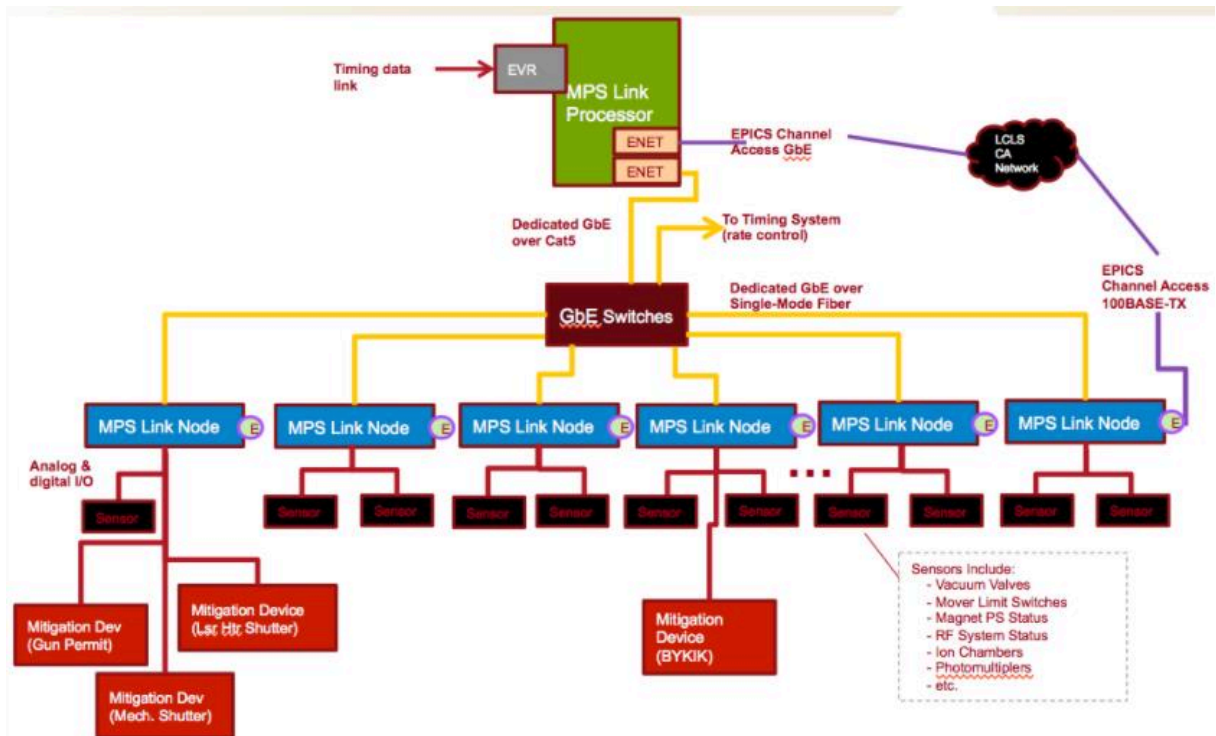 Timing data
link
EVR
MPS Link
Processor
ENET
ENET
EPICS Channel
Access GbE
LCLS
CA
Network
Dedicated GbE
over Cat5
To Timing System
(rate control)
EPICS
Channel Access
100BASE-TX
Dedicated GbE over
Single-Mode Fiber
GbE Switches
MPS Link Node
E
MPS Link Node
E
MPS Link Node
E
MPS Link Node
E
MPS Link Node
E
MPS Link Node
E
Analog &
digital I/O
Sensor
Sensor
Sensor
Sensor
Sensor
Sensor
Sensor
...
Sensor
Sensor
Sensor
Sensor
Mitigation Dev
(Gun Permit)
Mitigation Device
(Lsr Htr Shutter)
Mitigation Dev
(Mech. Shutter)
Mitigation
Device
(BYKIK)
Sensors Include:
- Vacuum Valves
- Mover Limit Switches
- Magnet PS Status
- RF System Status
- Ion Chambers
- Photomultiplers
- etc.